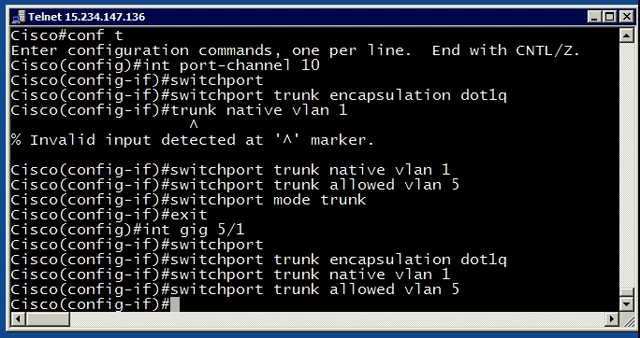 Telnet 15.234.147.136
Cisco#conf t
Enter configuration commands, one per line.  End with CNTL/Z.
Cisco(config)#int port-channel 10
Cisco(config-if)#switchport
Cisco(config-if)#switchport trunk encapsulation dot1q
Cisco(config-if)#trunk native vlan 1
^
% Invalid input detected at '^' marker.
Cisco(config-if)#switchport trunk native vlan 1
Cisco(config-if)#switchport trunk allowed vlan 5
Cisco(config-if)#switchport mode trunk
Cisco(config-if)#exit
Cisco(config)#int gig 5/1
Cisco(config-if)#switchport
Cisco(config-if)#switchport trunk encapsulation dot1q
Cisco(config-if)#switchport trunk native vlan 1
Cisco(config-if)#switchport trunk allowed vlan 5
Cisco(config-if)#